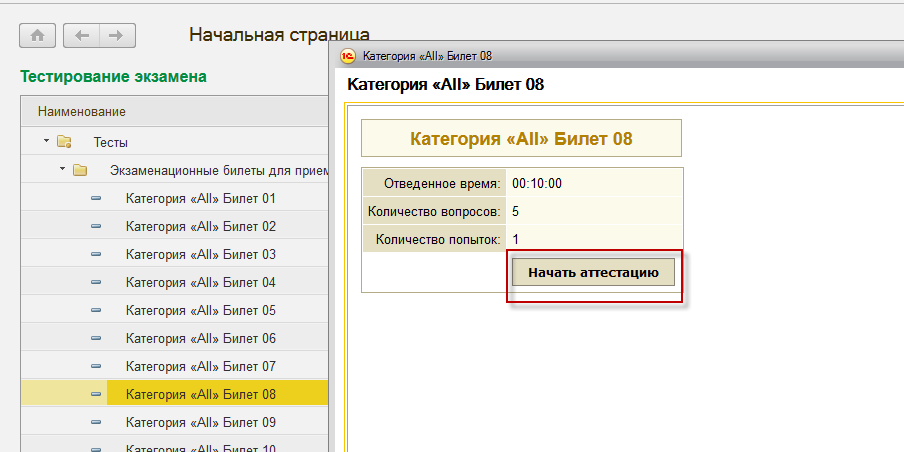 Начальная страница
Тестирование экзамена
Наименование
Тесты
Экзаменационные билеты для прием
Категория «All» Билет 01
Категория «All» Билет 02
Категория «All» Билет 03
Категория «All» Билет 04
Категория «All» Билет 05
Категория «All» Билет 06
Категория «All» Билет 07
Категория «All» Билет 08
Категория «All» Билет 09
Категория «All» Билет 10
1С Категория «All» Билет 08
Категория «All» Билет 08
Категория «All» Билет 08
Отведенное время: 00:10:00
Количество вопросов: 5
Количество попыток: 1
Начать аттестацию